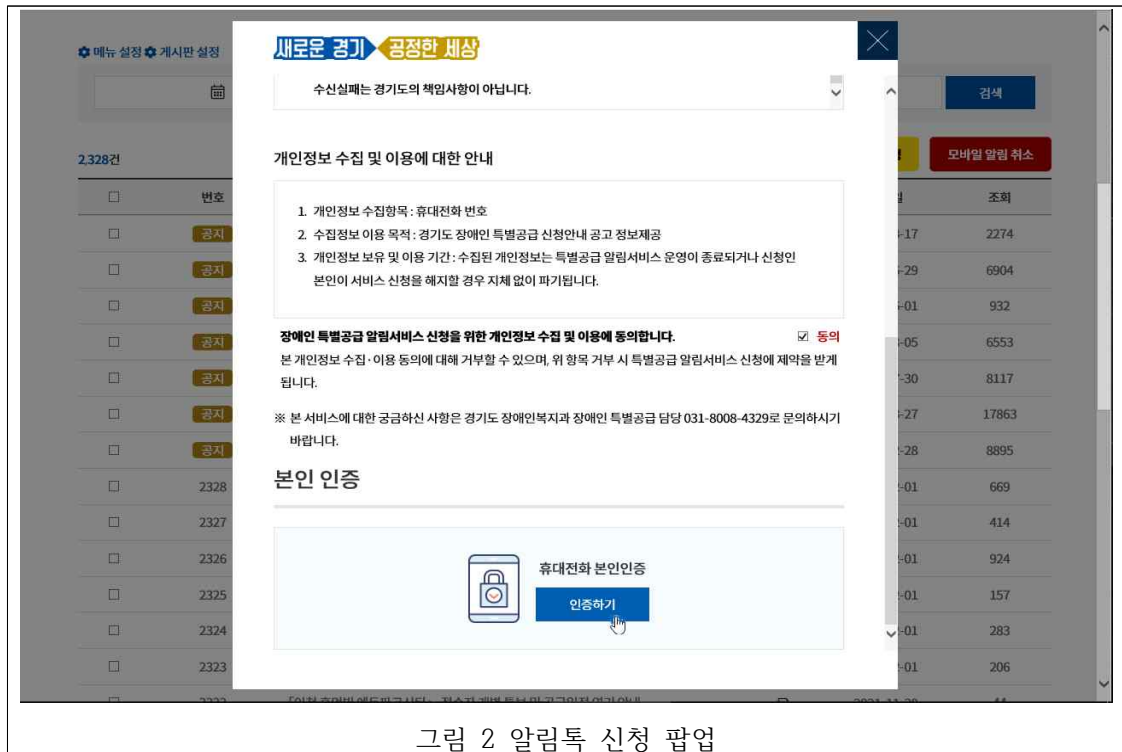 메뉴 설정 게시판 설정
새로운 경기 공정한 세상
수신실패는 경기도의 책임사항이 아닙니다.
검색
2,328건
모바일 알림 취소
개인정보 수집 및 이용에 대한 안내
번호
조회
1. 개인정보 수집항목 : 휴대전화 번호
2. 수집정보 이용 목적 : 경기도 장애인 특별공급 신청안내 공고 정보제공
3. 개인정보 보유 및 이용 기간 : 수집된 개인정보는 특별공급 알림서비스 운영이 종료되거나 신청인
본인이 서비스 신청을 해지할 경우 지체 없이 파기됩니다.
공지 -17 2274
공지 -29 6904
공지 -01 932
공지 -05 6553
공지 -30 8117
공지 -27 17863
공지 -28 8895
장애인 특별공급 알림서비스 신청을 위한 개인정보 수집 및 이용에 동의합니다. 동의
본 개인정보 수집·이용 동의에 대해 거부할 수 있으며, 위 항목 거부 시 특별공급 알림서비스 신청에 제약을 받게
됩니다.
※ 본 서비스에 대한 궁금하신 사항은 경기도 장애인복지과 장애인 특별공급 담당 031-8008-4329로 문의하시기
바랍니다.
본인 인증
2328 -01 669
2327 -01 414
2326 -01 924
2325 -01 157
2324 -01 283
2323 -01 206
휴대전화 본인인증
인증하기
그림 2 알림톡 신청 팝업